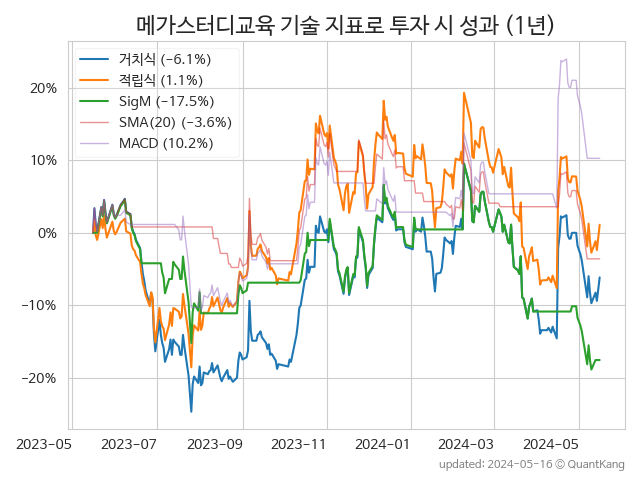 메가스터디교육 기술 지표로 투자 시 성과 (1년)
거치식 (−6.1%)
적립식 (1.1%)
SigM (−17.5%)
SMA(20) (−3.6%)
MACD (10.2%)
20%
10%
0%
−10%
−20%
2023−05 2023−07 2023−09 2023−11 2024−01 2024−03 2024−05
updated: 2024−05−16 © QuantKang